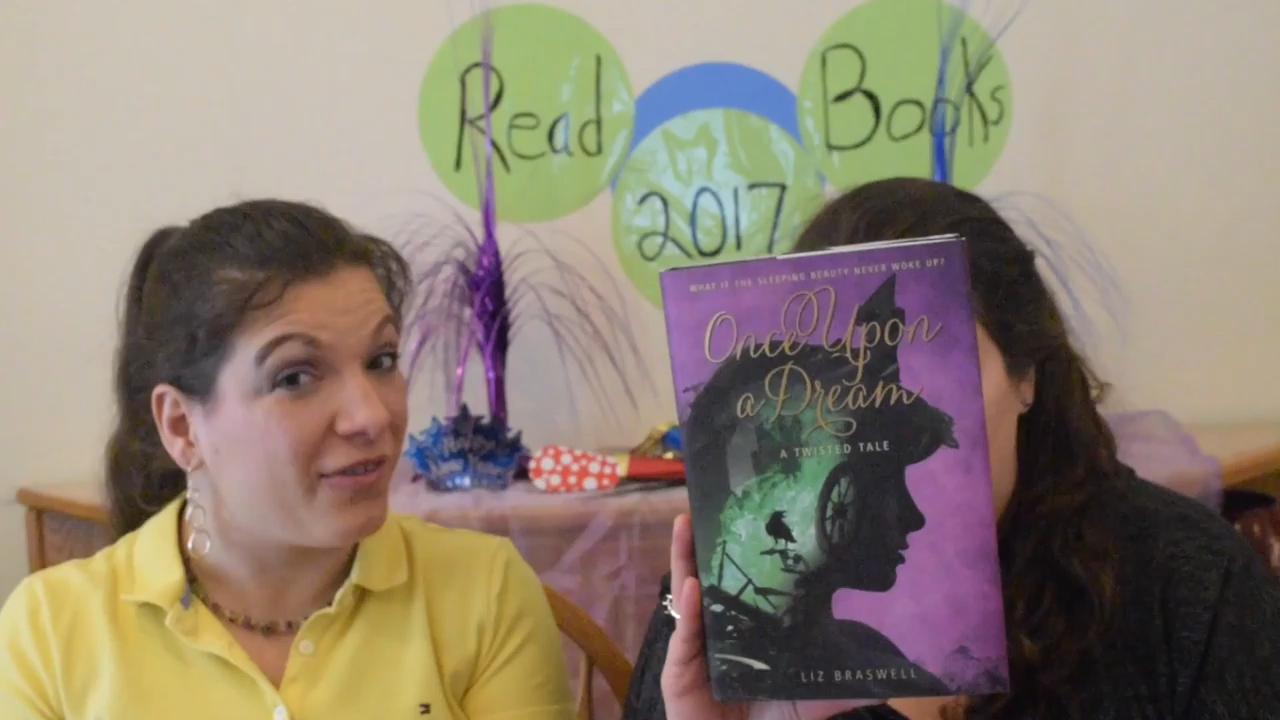 Read
Books
2017
WHAT IF THE SLEEPING BEAUTY NEVER WOKE UP?
Once Upon
a Dream
A TWISTED TALE
LIZ BRASWELL